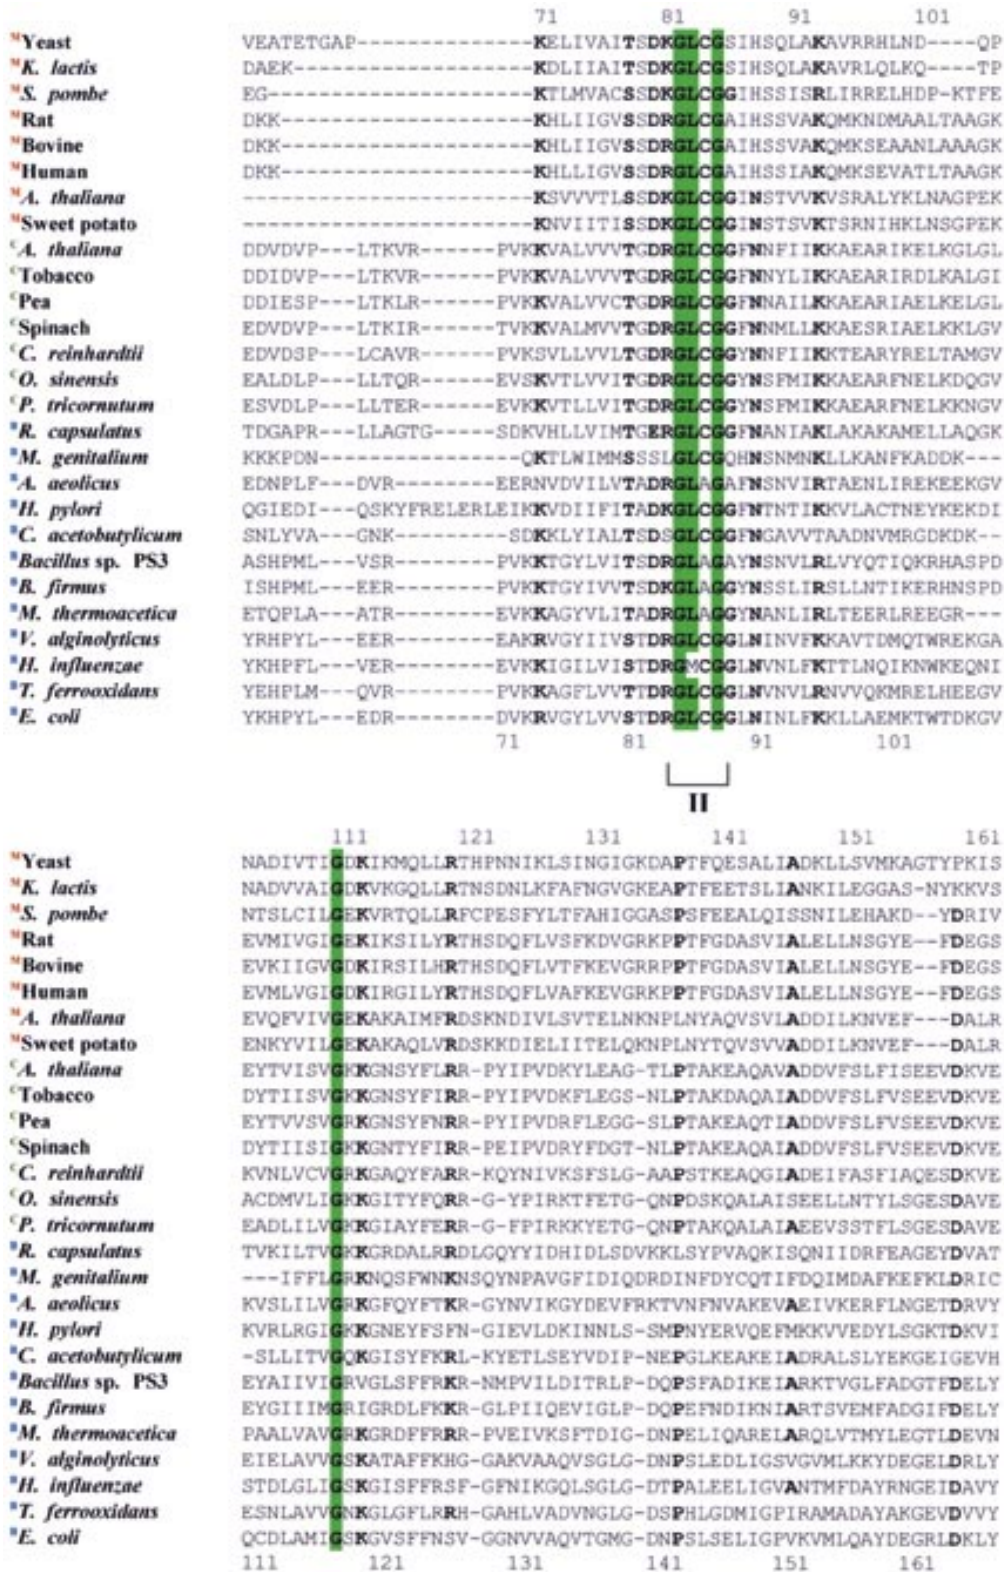 71 81 91 101
MYeast VEATETGAP----------------KELIVAITSDKGLCGSIHSQLAKAVRRHLND----QP
MK. lactis DAEK---------------------KDLIIAITSDKGLCGSIHSQLAKAVRLQLKQ----TP
MS. pombe EG-----------------------KTLMVACSSDKGLCGGIHSSISRLIRRELHDP-KTFE
MRat DKK----------------------KHLIIGVSSDRGLCGAIHSSVAKQMKNDMAALTAAGK
MBovine DKK----------------------KHLIIGVSSDRGLCGAIHSSVAKQMKSEAANLAAAGK
MHuman DKK----------------------KHLLIGVSSDRGLCGAIHSSIAKQMKSEVATLTAAGK
MA. thaliana -------------------------KSVVVTLSSDKGLCGGINSTVVKVSRALYKLNAGPEK
MSweet potato -------------------------KNVIITISSDKGLCGGINSTSVKTSRNIHKLNSGPEK
CA. thaliana DDVDVP---LTKVR------PVKKVALVVVTGDRGLCGGFNNFIIKKAEARIKELKGLGL
CTobacco DDIDVP---LTKVR------PVKKVALVVVTGDRGLCGGFNNYLIKKAEARIRDLKALGI
CPea DDIESP---LTKLR------PVKKVALVVCTGDRGLCGGFNNAILKKAEARIAELKELGL
CSpinach EDVDVP---LTKIR------TVKKVALMVVTGDRGLCGGFNNMLLKKAESRIAELKKLGV
CC. reinhardtii EDVDSP---LCAVR------PVKSVLLVVLTGDRGLCGGYNNFIIKKTEARYRELTAMGV
CO. sinensis EALDLP---LLTQR------EVSKVTLVVITGDRGLCGGYNSFMIKKAEARFNELKDQGV
CP. tricornutum ESVDLP---LLTER------EVKKVTLLVITGDRGLCGGYNSFMIKKAEARFNELKKNGV
BR. capsulatus TDGAPR---LLAGTG-----SDKVHLLVIMTGERGLCGGFNANIAKLAKAKAMELLAQGK
BM. genitalium KKKPDN----------------QKTLWIMMSSSLGLCGQHNSNMNKLLKANFKADDK---
BA. aeolicus EDNPLF---DVR--------EERNVDVILVTADRGLAGAFNSNVIRTAENLIREKEEKGV
BH. pylori QGIEDI---QSKYFRELERLEIKKVDIIFITADKGLCGGFNTNTIKKVLACTNEYKEKDI
BC. acetobutylicum SNLYVA---GNK---------SDKKLYIALTSDSGLCGGFNGAVVTAADNVMRGDKDK--
BBacillus sp. PS3 ASHPML---VSR--------PVKKTGYLVITSDRGLAGAYNSNVLRLVYQTIQKRHASPD
BB. firmus ISHPML---EER--------PVKKTGYIVVTSDKGLAGGYNSSLIRSLLNTIKERHNSPD
BM. thermoacetica ETQPLA---ATR--------EVKKAGYVLITADRGLAGGYNANLIRLTEERLREEGR---
BV. alginolyticus YRHPYL---EER--------EAKRVGYIIVSTDRGLCGGLNINVFKKAVTDMQTWREKGA
BH. influenzae YKHPFL---VER--------EVKKIGILVISTDRGMCGGLNVNLFKTTLNQIKNWKEQNI
BT. ferrooxidans YEHPLM---QVR--------PVKKAGFLVVTTDRGLCGGLNVNVLRNVVQKMRELHEEGV
BE. coli YKHPYL---EDR--------DVKRVGYLVVSTDRGLCGGLNINLFKKLLAEMKTWTDKGV
71 81 91 101
II
111 121 131 141 151 161
MYeast NADIVTIGDKIKMQLLRTHPNNIKLSINGIGKDAPTFQESALIADKLLSVMKAGTYPKIS
MK. lactis NADVVAIGDKVKGQLLRTNSDNLKFAFNGVGKEAPTFEETSLIANKILEGGAS-NYKKVS
MS. pombe NTSLCILGEKVRTQLLRFCPESFYLTFAHIGGASPSFEEALQISSNILEHAKD--YDRIV
MRat EVMIVGIGEKIKSILYRTHSDQFLVSFKDVGRKPPTFGDASVIALELLNSGYE--FDEGS
MBovine EVKIIGVGDKIRSILHRTHSDQFLVTFKEVGRRPPTFGDASVIALELLNSGYE--FDEGS
MHuman EVMLVGIGDKIRGILYRTHSDQFLVAFKEVGRKPPTFGDASVIALELLNSGYE--FDEGS
MA. thaliana EVQFVIVGEKAKAIMFRDSKNDIVLSVTELNKNPLNYAQVSVLADDILKNVEF---DALR
MSweet potato ENKYVILGEKAKAQLVRDSKKDIELIITELQKNPLNYTQVSVVADDILKNVEF---DALR
CA. thaliana EYTVISVGKKGNSYFLRR-PYIPVDKYLEAG-TLPTAKEAQAVADDVFSLFISEEVDKVE
CTobacco DYTIISVGKKGNSYFIRR-PYIPVDKFLEGS-NLPTAKDAQAIADDVFSLFVSEEVDKVE
CPea EYTVVSVGRKGNSYFNRR-PYIPVDRFLEGG-SLPTAKEAQTIADDVFSLFVSEEVDKVE
CSpinach DYTIISIGKKGNTYFIRR-PEIPVDRYFDGT-NLPTAKEAQAIADDVFSLFVSEEVDKVE
CC. reinhardtii KVNLVCVGRKGAQYFARR-KQYNIVKSFSLG-AAPSTKEAQGIADEIFASFIAQESDKVE
CO. sinensis ACDMVLIGKKGITYFQRR-G-YPIRKTFETG-QNPDSKQALAISEELLNTYLSGESDAVE
CP. tricornutum EADLILVGKKGIAYFERR-G-FPIRKKYETG-QNPTAKQALAIAEEVSSTFLSGESDAVE
BR. capsulatus TVKILTVGKKGRDALRRDLGQYYIDHIDLSDVKKLSYPVAQKISQNIIDRFEAGEYDVAT
BM. genitalium ---IFFLGRKNQSFWNKNSQYNPAVGFIDIQDRDINFDYCQTIFDQIMDAFKEFKLDRIC
BA. aeolicus KVSLILVGRKGFQYFTKR-GYNVIKGYDEVFRKTVNFNVAKEVAEIVKERFLNGETDRVY
BH. pylori KVRLRGIGKKGNEYFSFN-GIEVLDKINNLSS-SMPNYERVQEFMKKVVEDYLSGKTDKVI
BC. acetobutylicum -SLLITVGQKGISYFKRL-KYETLSEYVDIP-NEPGLKEAKEIADRALSLYEKGEIGEVH
BBacillus sp. PS3 EYAIIVIGRVGLSFFRKR-NMPVILDITRLP-DQPSFADIKEIARKTVGLFADGTFDELY
BB. firmus EYGIIIMGRIGRDLFKKR-GLPIIQEVIGLP-DQPEFNDIKNIARTSVEMFADGIFDELY
BM. thermoacetica PAALVAVGRKGRDFFRRR-PVEIVKSFTDIG-DNPELIQARELARQLVTMYLEGTLDEVN
BV. alginolyticus EIELAVVGSKATAFFKHG-GAKVAAQVSGLG-DNPSLEDLIGSVGVMLKKYDEGELDRLY
BH. influenzae STDLGLIGSKGISFFRSF-GFNIKGQLSGLG-DTPALEELIGVANTMFDAYRNGEIDAVY
BT. ferrooxidans ESNLAVVGNKGLGFLRRH-GAHLVADVNGLG-DSPHLGDMIGPIRAMADAYAKGEVDVVY
BE. coli QCDLAMIGSKGVSFFNSV-GGNVVAQVTGMG-DNPSLSELIGPVKVMLQAYDEGRLDKLY
111 121 131 141 151 161